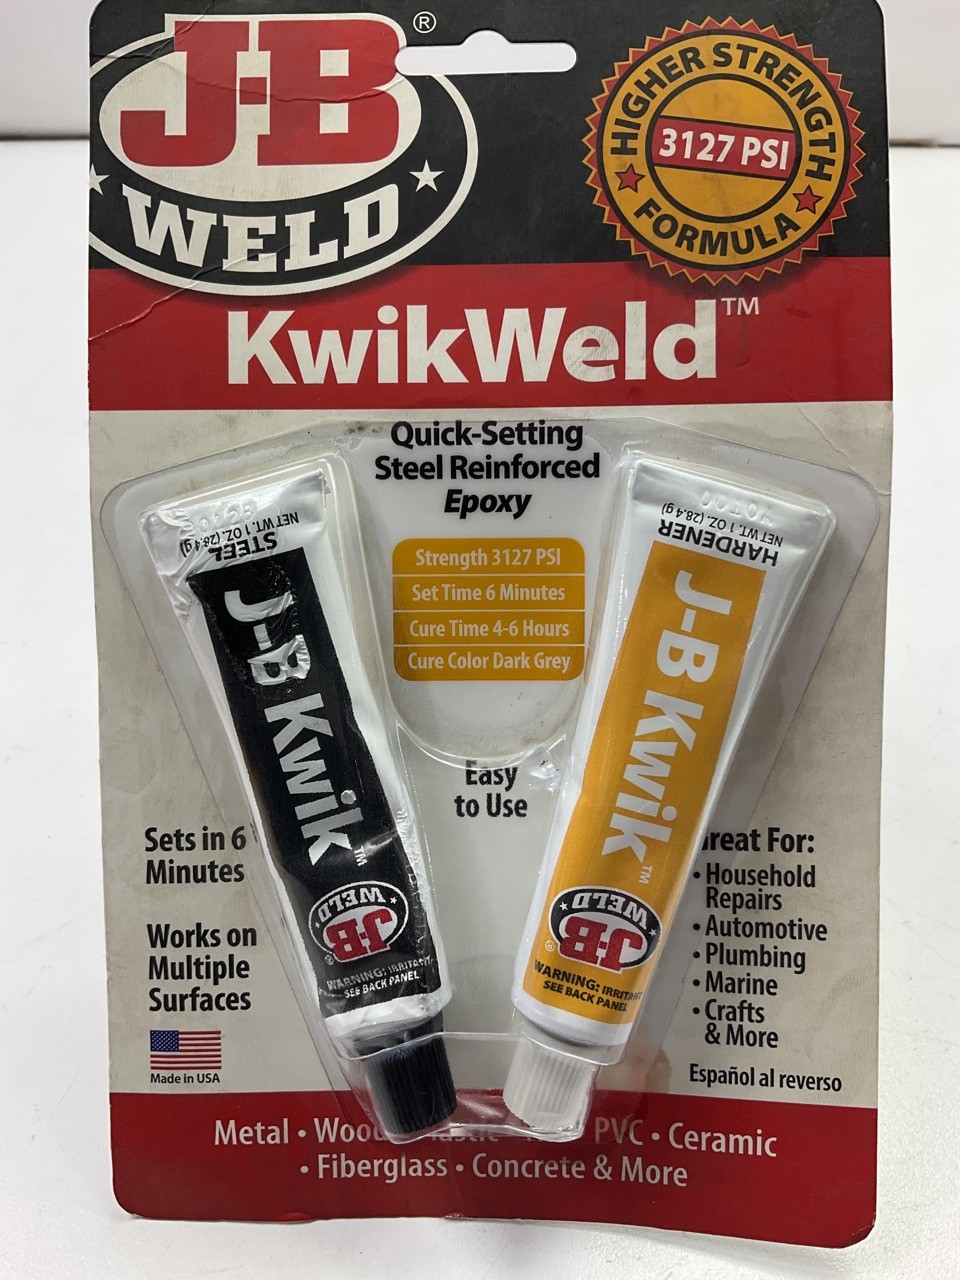 J-B
WELD
®
HIGHER STRENGTH
3127 PSI
FORMULA
KwikWeld™
Quick-Setting
Steel Reinforced
Epoxy
Strength 3127 PSI
Set Time 6 Minutes
Cure Time 4-6 Hours
Cure Color Dark Grey
Easy
to Use
STEEL
NET WT. 1 OZ. (28.4 g)
J-B Kwik™
J-B
WELD
®
WARNING: IRRITANT
SEE BACK PANEL
HARDENER
NET WT. 1 OZ. (28.4 g)
J-B Kwik™
J-B
WELD
®
WARNING: IRRITANT
SEE BACK PANEL
Sets in 6
Minutes
Works on
Multiple
Surfaces
Made in USA
Great For:
• Household
Repairs
• Automotive
• Plumbing
• Marine
• Crafts
& More
Español al reverso
Metal • Wood Plastic PVC • Ceramic
• Fiberglass • Concrete & More